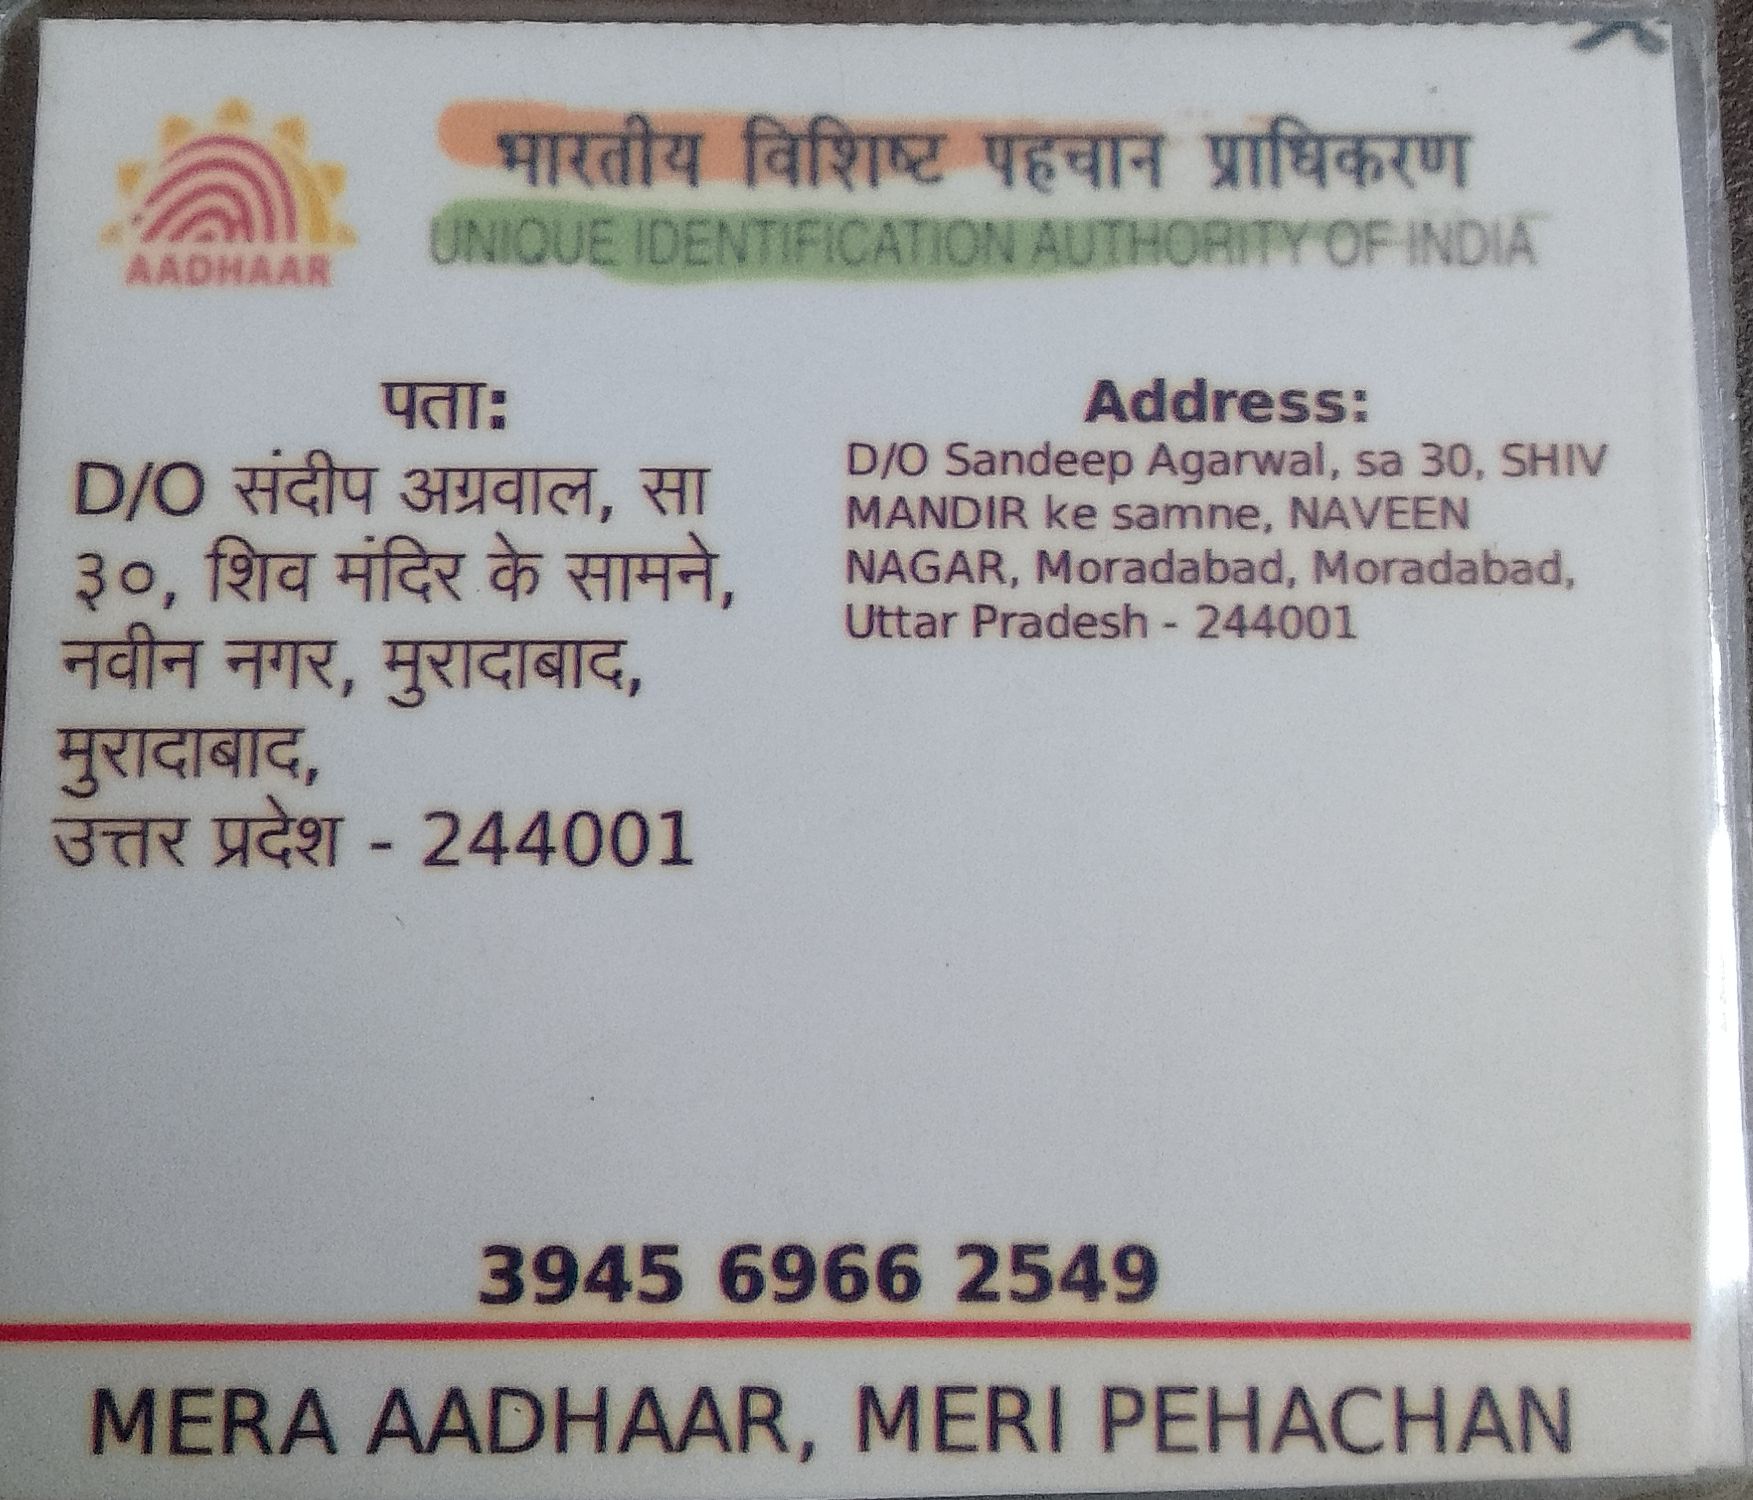 भारतीय विशिष्ट पहचान प्राधिकरण
UNIQUE IDENTIFICATION AUTHORITY OF INDIA
AADHAAR
पता:
D/O संदीप अग्रवाल, सा
३०, शिव मंदिर के सामने,
नवीन नगर, मुरादाबाद,
मुरादाबाद,
उत्तर प्रदेश - 244001
Address:
D/O Sandeep Agarwal, sa 30, SHIV
MANDIR ke samne, NAVEEN
NAGAR, Moradabad, Moradabad,
Uttar Pradesh - 244001
3945 6966 2549
MERA AADHAAR, MERI PEHACHAN